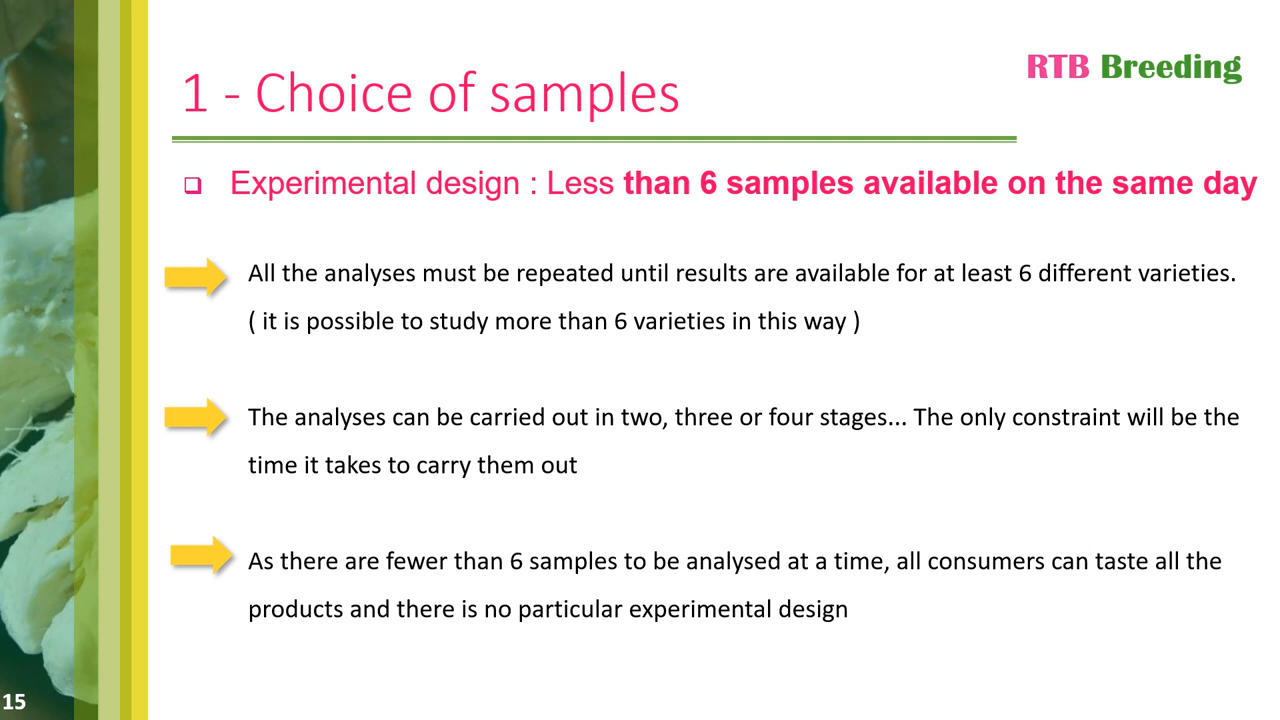 RTB Breeding
1 - Choice of samples
Experimental design : Less than 6 samples available on the same day
All the analyses must be repeated until results are available for at least 6 different varieties.
( it is possible to study more than 6 varieties in this way )
The analyses can be carried out in two, three or four stages... The only constraint will be the
time it takes to carry them out
As there are fewer than 6 samples to be analysed at a time, all consumers can taste all the
products and there is no particular experimental design
15